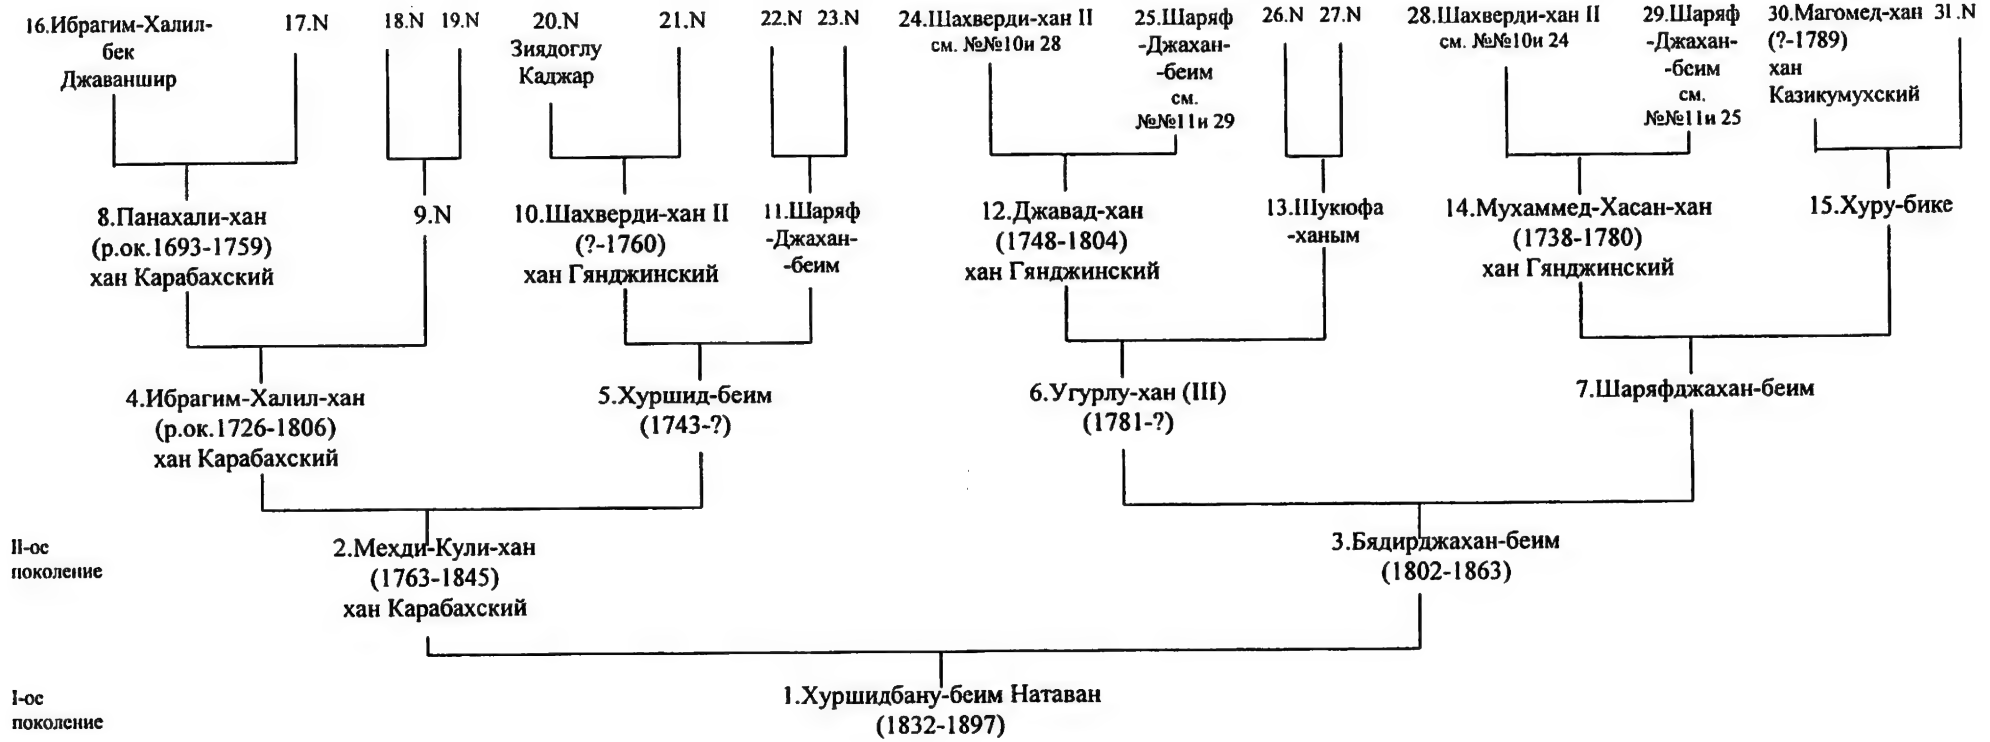 16.Ибрагим-Халил-
бек
Джаваншир
17.N
18.N
19.N
20.N
Зиядоглу
Каджар
21.N
22.N
23.N
24.Шахверди-хан II
см. №№10и 28
25.Шаряф
-Джахан-
-беим
см.
№№11и 29
26.N
27.N
28.Шахверди-хан II
см. №№10и 24
29.Шаряф
-Джахан-
-беим
см.
№№11и 25
30.Магомед-хан
(?-1789)
хан
Казикумухский
31.N
8.Панахали-хан
(р.ок.1693-1759)
хан Карабахский
9.N
10.Шахверди-хан II
(?-1760)
хан Гянджинский
11.Шаряф
-Джахан-
-беим
12.Джавад-хан
(1748-1804)
хан Гянджинский
13.Шукюфа
-ханым
14.Мухаммед-Хасан-хан
(1738-1780)
хан Гянджинский
15.Хуру-бике
4.Ибрагим-Халил-хан
(р.ок.1726-1806)
хан Карабахский
5.Хуршид-беим
(1743-?)
6.Угурлу-хан (III)
(1781-?)
7.Шаряфджахан-беим
II-ое
поколение
2.Мехди-Кули-хан
(1763-1845)
хан Карабахский
3.Бядирджахан-беим
(1802-1863)
I-ое
поколение
1.Хуршидбану-беим Натаван
(1832-1897)